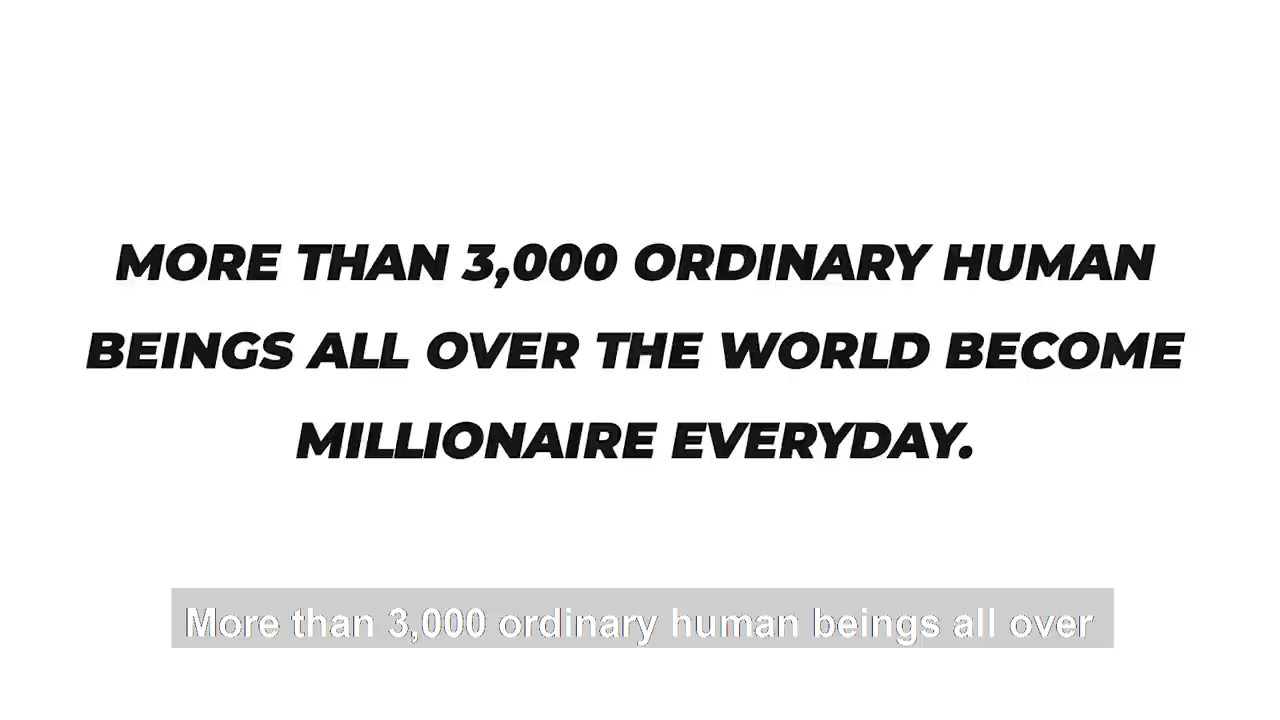 MORE THAN 3,000 ORDINARY HUMAN
BEINGS ALL OVER THE WORLD BECOME
MILLIONAIRE EVERYDAY.
More than 3,000 ordinary human beings all over